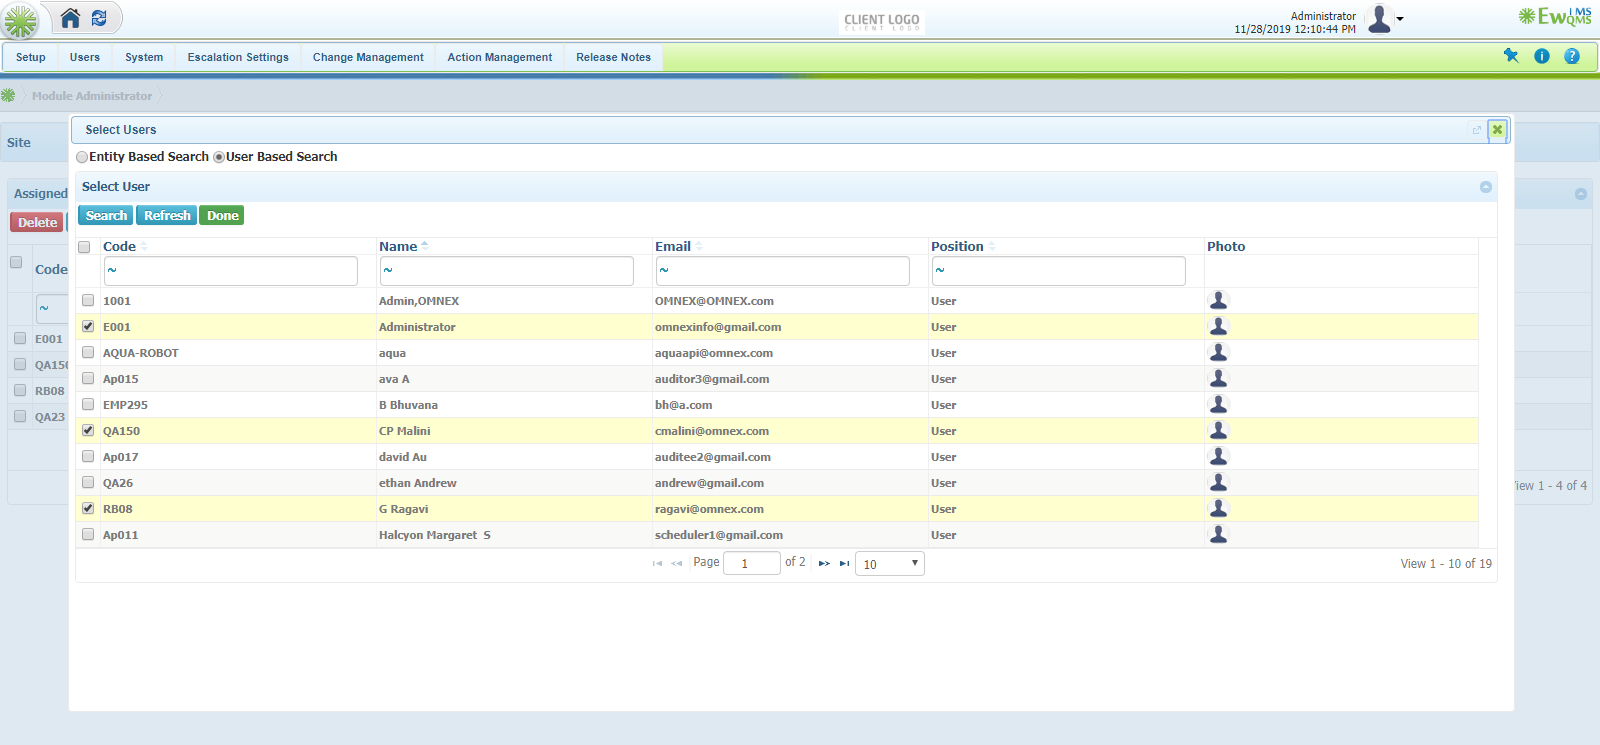 CLIENT LOGO
CLIENT LOGO
Administrator
11/28/2019 12:10:44 PM
EwIMS
QMS
Setup Users System Escalation Settings Change Management Action Management Release Notes
Module Administrator
Select Users
Site
Entity Based Search User Based Search
Select User
Assigned
Search Refresh Done
Delete
Code Name Email Position Photo
Code
~ ~ ~ ~
~
1001 Admin,OMNEX OMNEX@OMNEX.com User
E001 Administrator omnexinfo@gmail.com User
E001
AQUA-ROBOT aqua aquaapi@omnex.com User
QA150
Ap015 ava A auditor3@gmail.com User
RB08
EMP295 B Bhuvana bh@a.com User
QA23
QA150 CP Malini cmalini@omnex.com User
Ap017 david Au auditee2@gmail.com User
QA26 ethan Andrew andrew@gmail.com User
View 1 - 4 of 4
RB08 G Ragavi ragavi@omnex.com User
Ap011 Halcyon Margaret S scheduler1@gmail.com User
Page 1 of 2 10 View 1 - 10 of 19